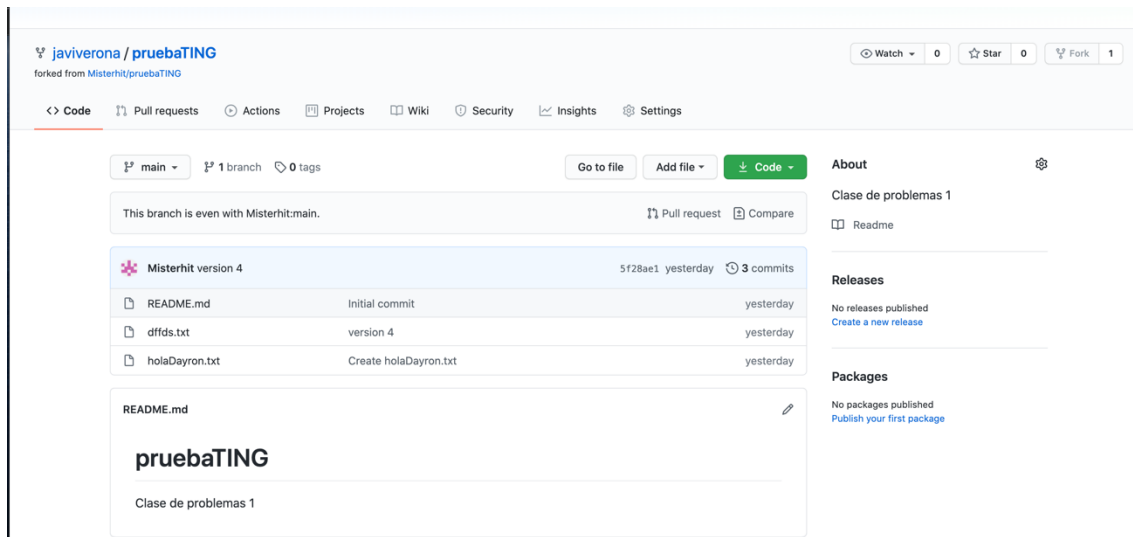 javiverona / pruebaTING
Watch 0 Star 0 Fork 1
forked from Misterhit/pruebaTING
Code Pull requests Actions Projects Wiki Security Insights Settings
main 1 branch 0 tags Go to file Add file Code
This branch is even with Misterhit:main. Pull request Compare
Misterhit version 4 5f28ae1 yesterday 3 commits
README.md Initial commit yesterday
dffds.txt version 4 yesterday
holaDayron.txt Create holaDayron.txt yesterday
README.md
pruebaTING
Clase de problemas 1
About
Clase de problemas 1
Readme
Releases
No releases published
Create a new release
Packages
No packages published
Publish your first package